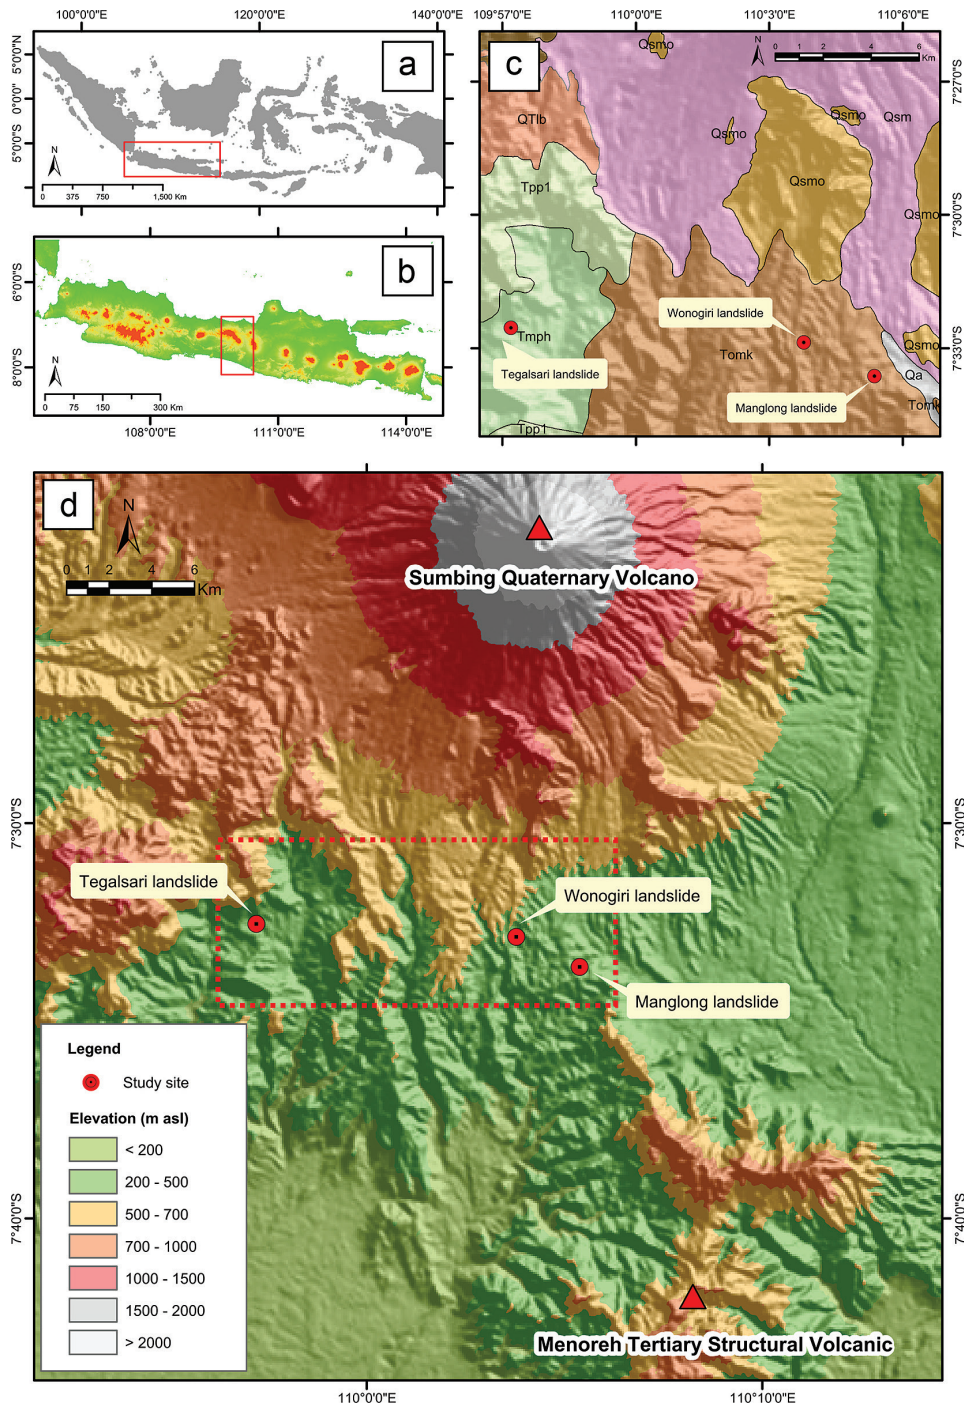 100°0'0"E
120°0'0"E
140°0'0"E
5°0'0"N
0°0'0"S
5°0'0"S
a
N
0 375 750 1,500 Km
b
6°0'0"S
8°0'0"S
N
0 75 150 300 Km
108°0'0"E
111°0'0"E
114°0'0"E
109°57'0"E
110°0'0"E
110°3'0"E
110°6'0"E
c
N
0 1 2 4 6
Km
Qsmo
QTlb
Qsmo
Qsmo
Qsm
Tpp1
Qsmo
Qsmo
Wonogiri landslide
Tmph
Tomk
Qsmo
Tegalsari landslide
Qa
Manglong landslide
Tomk
Tpp1
7°27'0"S
7°30'0"S
7°33'0"S
d
N
0 1 2 4 6
Km
Sumbing Quaternary Volcano
7°30'0"S
7°30'0"S
Tegalsari landslide
Wonogiri landslide
Manglong landslide
Legend
Study site
Elevation (m asl)
< 200
200 - 500
500 - 700
700 - 1000
1000 - 1500
1500 - 2000
> 2000
7°40'0"S
7°40'0"S
Menoreh Tertiary Structural Volcanic
110°0'0"E
110°10'0"E